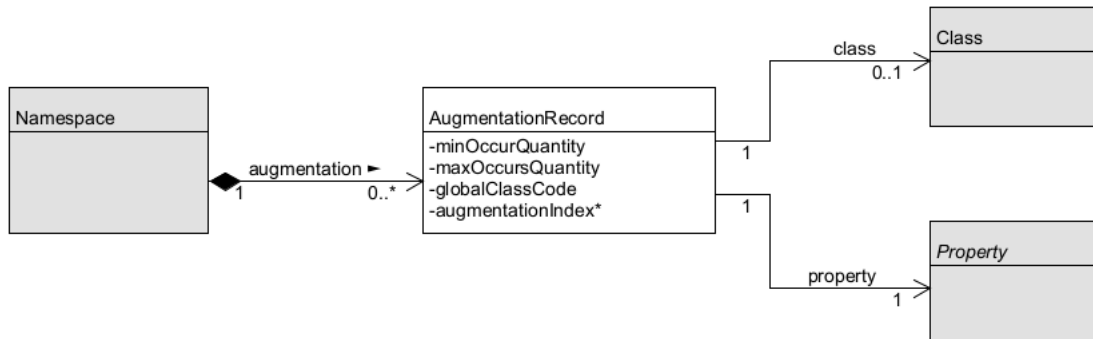 Namespace
augmentation ►
1
0..*
AugmentationRecord
-minOccurQuantity
-maxOccursQuantity
-globalClassCode
-augmentationIndex*
1
class
0..1
Class
1
property
1
Property